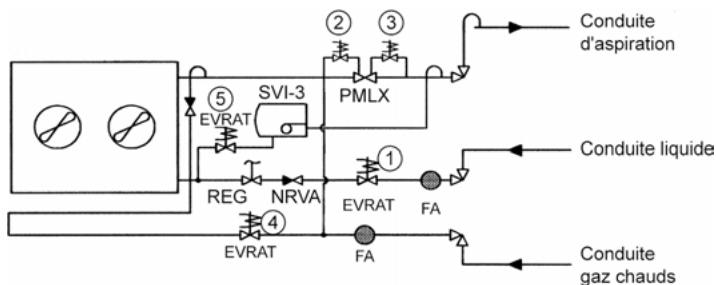 ② ③
Conduite
d'aspiration
SVI-3
PMLX
⑤
EVRAT
①
Conduite liquide
REG NRVA
EVRAT FA
④
EVRAT FA
Conduite
gaz chauds